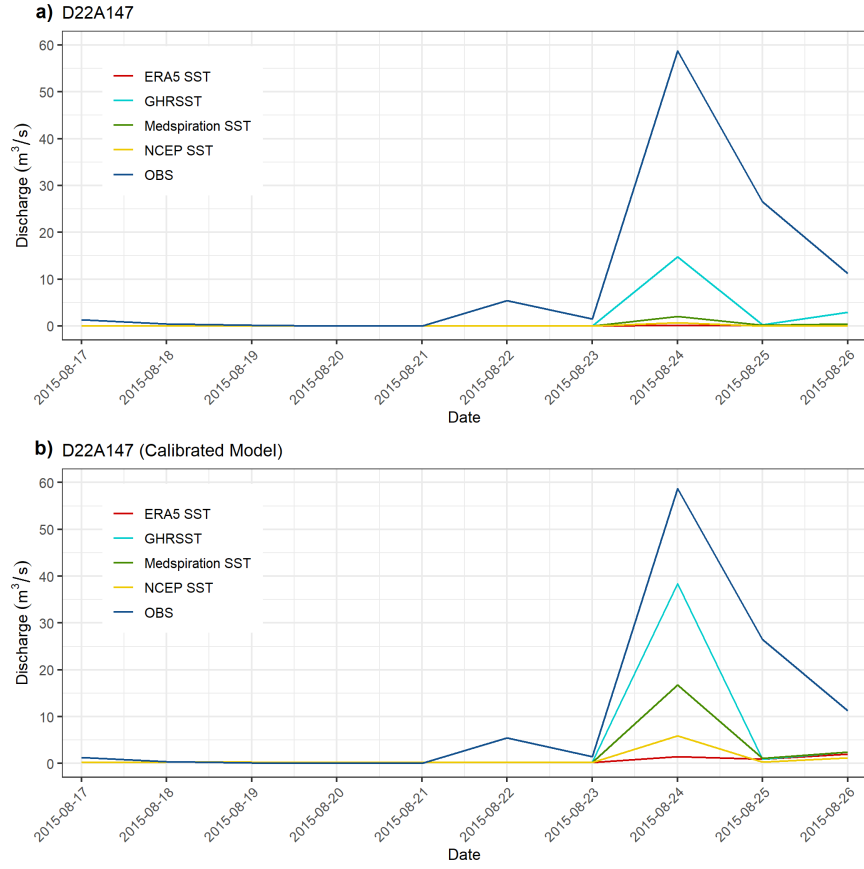 a) D22A147
60
50
40
30
20
10
0
Discharge (m³/s)
ERA5 SST
GHRSST
Medspiration SST
NCEP SST
OBS
2015-08-17
2015-08-18
2015-08-19
2015-08-20
2015-08-21
2015-08-22
2015-08-23
2015-08-24
2015-08-25
2015-08-26
Date
b) D22A147 (Calibrated Model)
60
50
40
30
20
10
0
Discharge (m³/s)
ERA5 SST
GHRSST
Medspiration SST
NCEP SST
OBS
2015-08-17
2015-08-18
2015-08-19
2015-08-20
2015-08-21
2015-08-22
2015-08-23
2015-08-24
2015-08-25
2015-08-26
Date